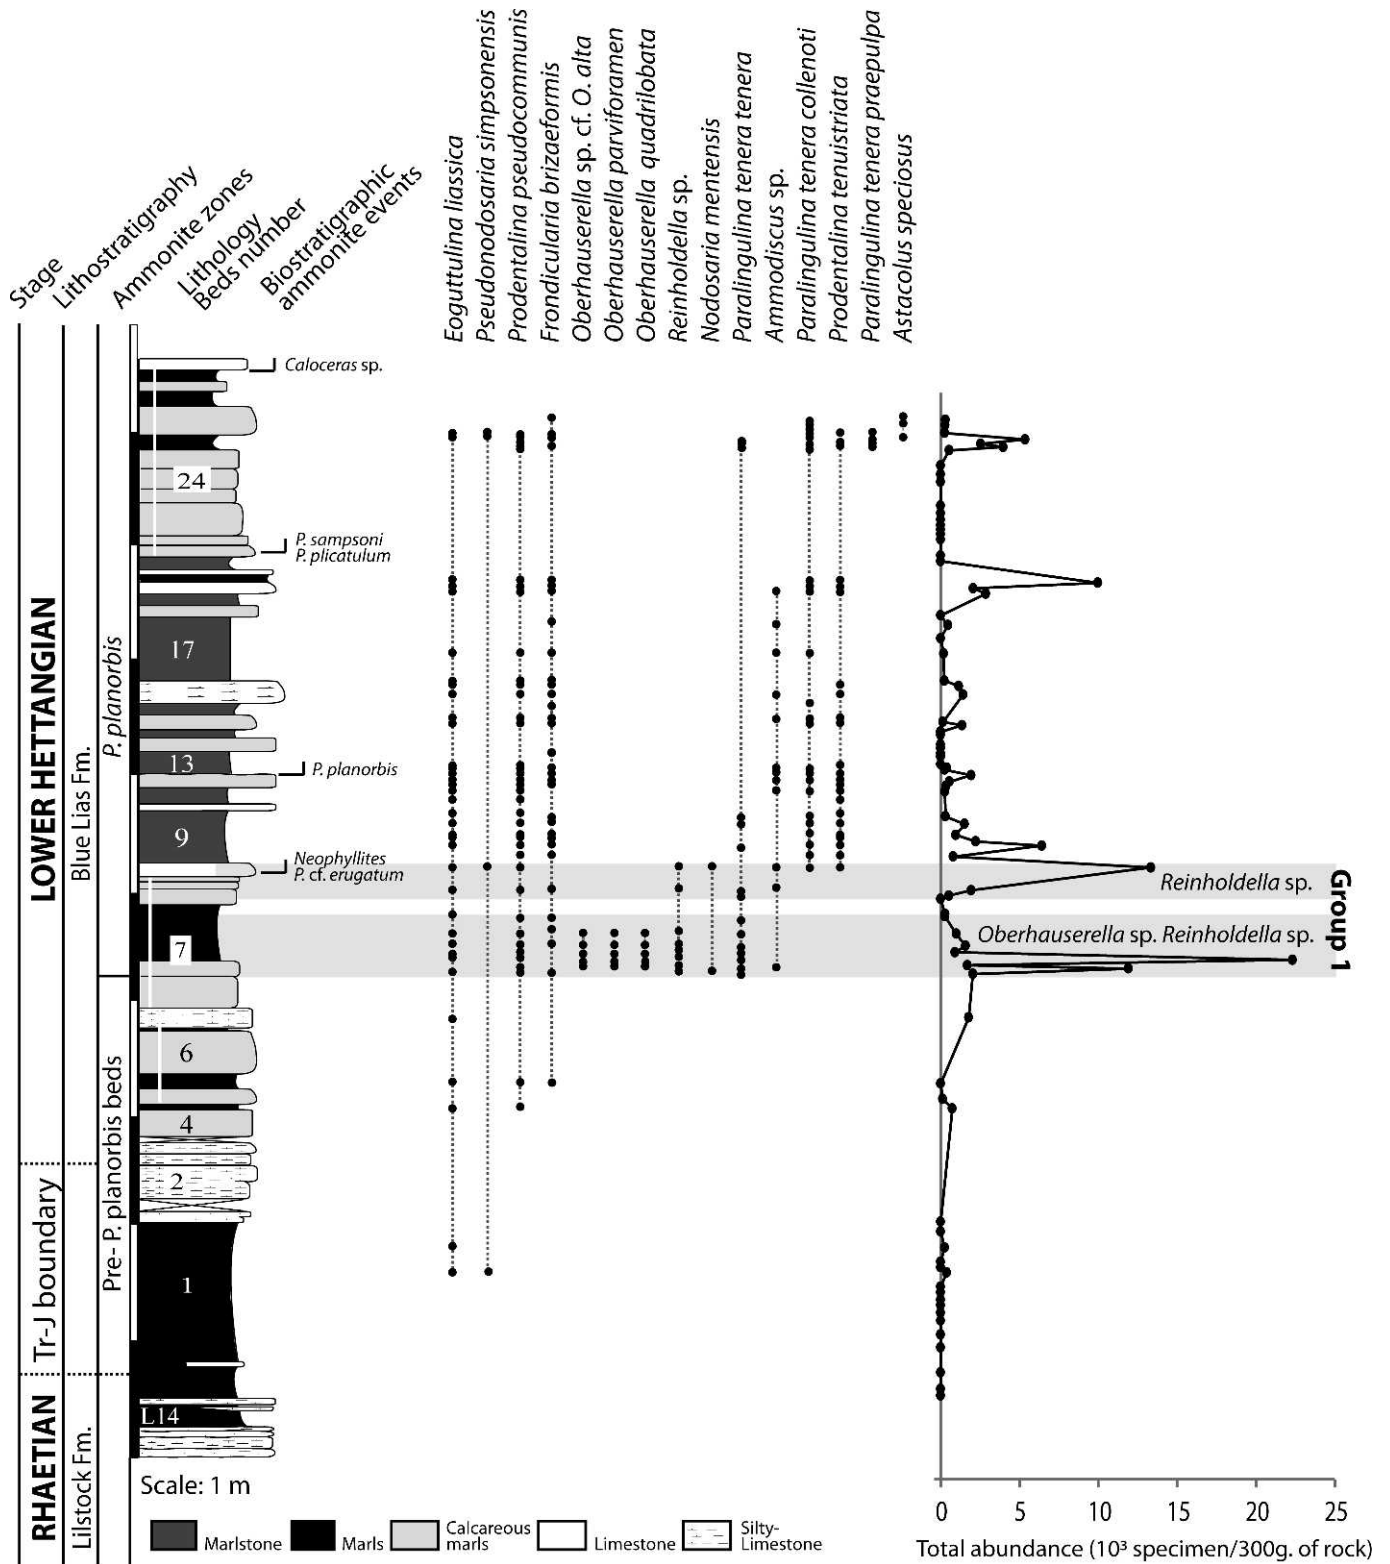 Stage
Lithostratigraphy
Ammonite zones
Lithology
Beds number
Biostratigraphic
ammonite events
Eoguttulina liassica
Pseudonodosaria simpsonensis
Prodentalina pseudocommunis
Frondicularia brizaeformis
Oberhauserella sp. cf. O. alta
Oberhauserella parviforamen
Oberhauserella quadrilobata
Reinholdella sp.
Nodosaria mentensis
Paralingulina tenera tenera
Ammodiscus sp.
Paralingulina tenera collenoti
Prodentalina tenuistriata
Paralingulina tenera praepulpa
Astacolus speciosus
LOWER HETTANGIAN
Tr-J boundary
RHAETIAN
Blue Lias Fm.
Lilstock Fm.
P. planorbis
Pre- P. planorbis beds
Caloceras sp.
24
P. sampsoni
P. plicatulum
17
13
P. planorbis
9
Neophyllites
P. cf. erugatum
7
6
4
2
1
L14
Reinholdella sp.
Oberhauserella sp. Reinholdella sp.
Group 1
Scale: 1 m
Marlstone
Marls
Calcareous
marls
Limestone
Silty-
Limestone
0 5 10 15 20 25
Total abundance (10³ specimen/300g. of rock)